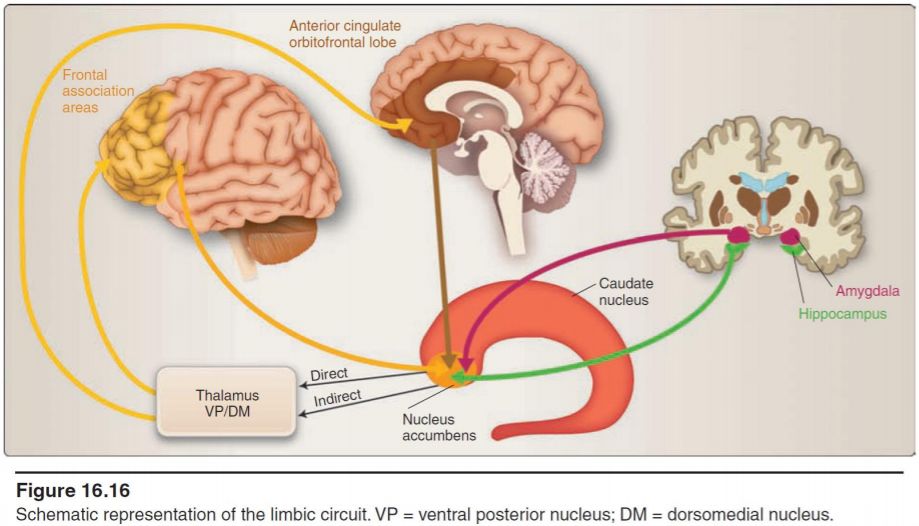 Anterior cingulate
orbitofrontal lobe
Frontal
association
areas
Caudate
nucleus
Amygdala
Hippocampus
Direct
Indirect
Thalamus
VP/DM
Nucleus
accumbens
Figure 16.16
Schematic representation of the limbic circuit. VP = ventral posterior nucleus; DM = dorsomedial nucleus.